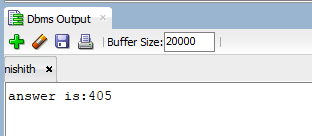 Dbms Output
Buffer Size: 20000
nishith
answer is:405